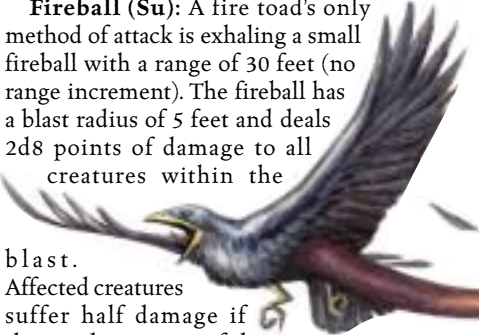 Fireball (Su): A fire toad's only
method of attack is exhaling a small
fireball with a range of 30 feet (no
range increment). The fireball has
a blast radius of 5 feet and deals
2d8 points of damage to all
creatures within the
blast.
Affected creatures
suffer half damage if